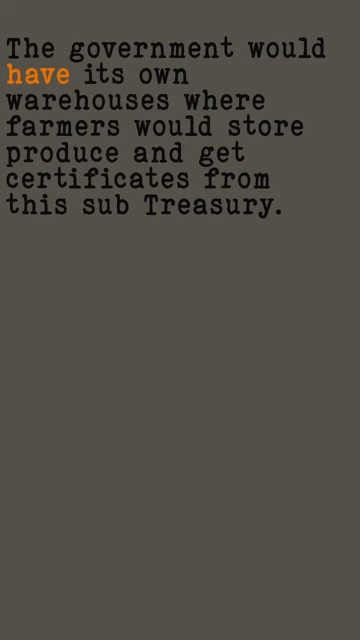 The government would
have its own
warehouses where
farmers would store
produce and get
certificates from
this sub Treasury.